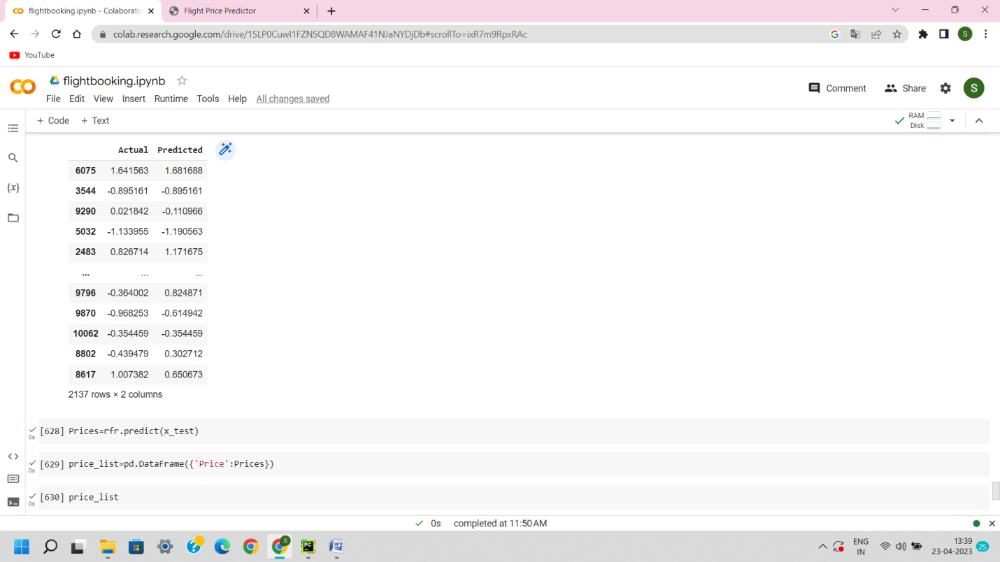 flightbooking.ipynb - Colaborato
Flight Price Predictor
colab.research.google.com/drive/1SLP0CuwI1FZNSQD8WAMAF41NJaNYDjDb#scrollTo=ixR7m9RpxRAc
S
YouTube
flightbooking.ipynb
File Edit View Insert Runtime Tools Help All changes saved
Comment Share S
+ Code + Text
RAM
Disk
Actual Predicted
6075 1.641563 1.681688
3544 -0.895161 -0.895161
9290 0.021842 -0.110966
5032 -1.133955 -1.190563
2483 0.826714 1.171675
... ... ...
9796 -0.364002 0.824871
9870 -0.968253 -0.614942
10062 -0.354459 -0.354459
8802 -0.439479 0.302712
8617 1.007382 0.650673
2137 rows × 2 columns
[628] Prices=rfr.predict(x_test)
0s
[629] price_list=pd.DataFrame({'Price':Prices})
0s
[630] price_list
0s
0s completed at 11:50 AM
ENG
IN
13:39
23-04-2023
25